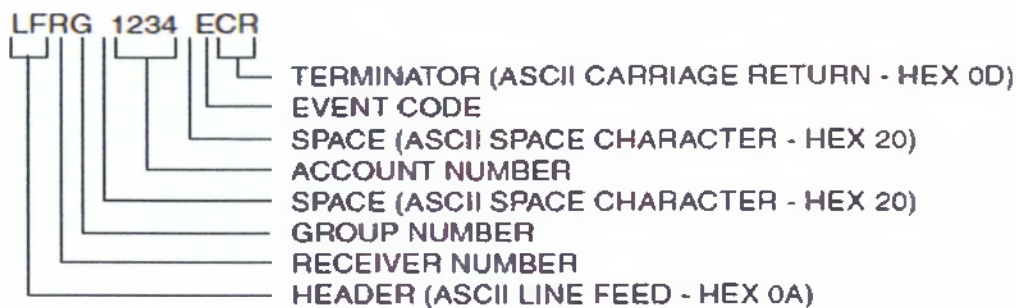 LFRG 1234 ECR
TERMINATOR (ASCII CARRIAGE RETURN - HEX 0D)
EVENT CODE
SPACE (ASCII SPACE CHARACTER - HEX 20)
ACCOUNT NUMBER
SPACE (ASCII SPACE CHARACTER - HEX 20)
GROUP NUMBER
RECEIVER NUMBER
HEADER (ASCII LINE FEED - HEX 0A)